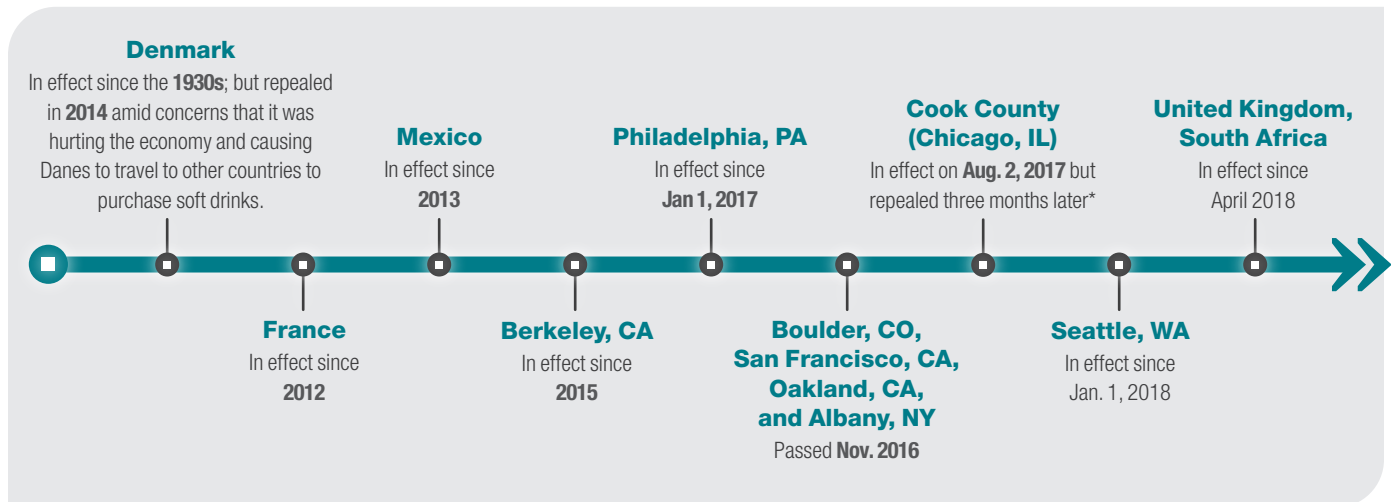 Denmark
In effect since the 1930s; but repealed
in 2014 amid concerns that it was
hurting the economy and causing
Danes to travel to other countries to
purchase soft drinks.
France
In effect since
2012
Mexico
In effect since
2013
Berkeley, CA
In effect since
2015
Philadelphia, PA
In effect since
Jan 1, 2017
Boulder, CO,
San Francisco, CA,
Oakland, CA,
and Albany, NY
Passed Nov. 2016
Cook County
(Chicago, IL)
In effect on Aug. 2, 2017 but
repealed three months later*
Seattle, WA
In effect since
Jan. 1, 2018
United Kingdom,
South Africa
In effect since
April 2018